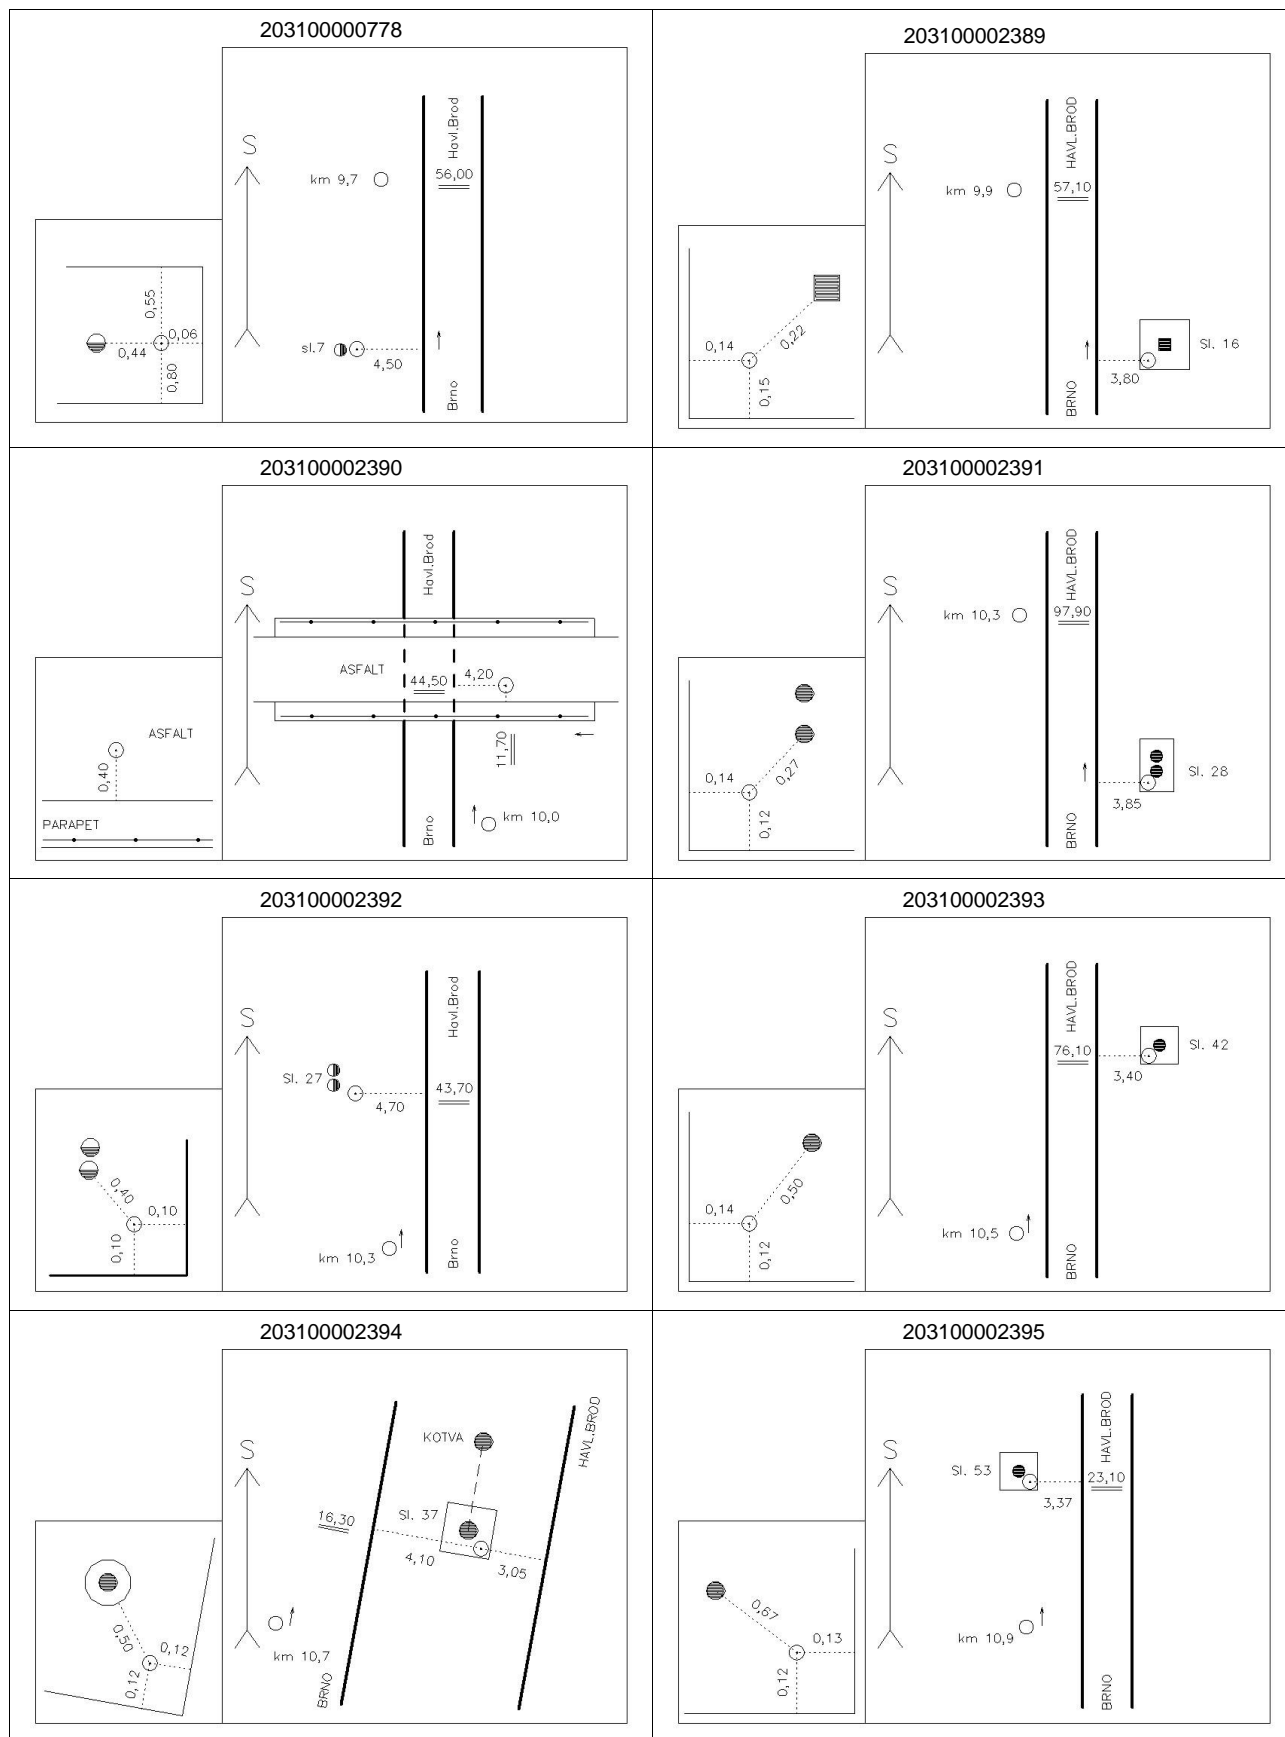 203100000778
Havl.Brod
S
km 9,7
56,00
0,55
0,06
0,44
0,80
sl.7
4,50
Brno
203100002389
HAVL.BROD
S
km 9,9
57,10
0,14
0,22
0,15
Sl. 16
3,80
BRNO
203100002390
Havl.Brod
S
ASFALT
44,50
4,20
11,70
ASFALT
0,40
PARAPET
Brno
km 10,0
203100002391
HAVL.BROD
S
km 10,3
97,90
0,14
0,27
0,12
Sl. 28
3,85
BRNO
203100002392
Havl.Brod
S
Sl. 27
4,70
43,70
0,40
0,10
0,10
km 10,3
Brno
203100002393
HAVL.BROD
S
76,10
Sl. 42
3,40
0,50
0,14
0,12
km 10,5
BRNO
203100002394
HAVL.BROD
KOTVA
S
16,30
Sl. 37
4,10
3,05
0,50
0,12
0,12
km 10,7
BRNO
203100002395
HAVL.BROD
S
Sl. 53
23,10
3,37
0,67
0,13
0,12
km 10,9
BRNO